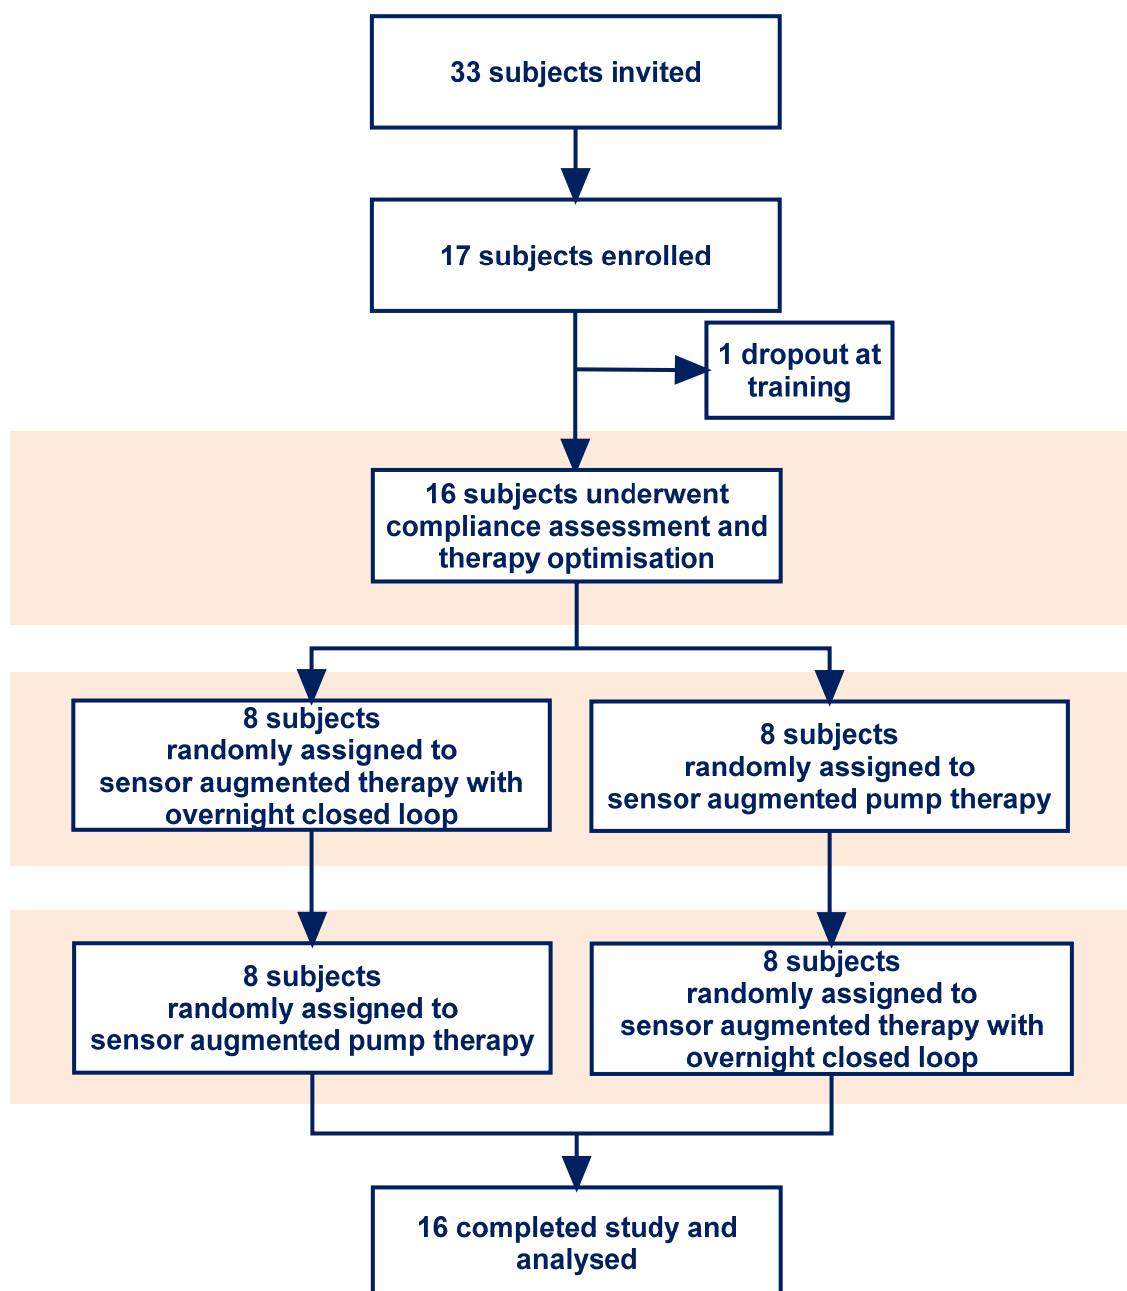 33 subjects invited
17 subjects enrolled
1 dropout at
training
16 subjects underwent
compliance assessment and
therapy optimisation
8 subjects
randomly assigned to
sensor augmented therapy with
overnight closed loop
8 subjects
randomly assigned to
sensor augmented pump therapy
8 subjects
randomly assigned to
sensor augmented pump therapy
8 subjects
randomly assigned to
sensor augmented therapy with
overnight closed loop
16 completed study and
analysed